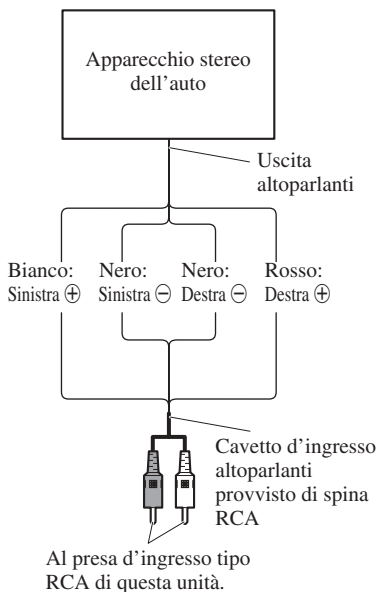 Apparecchio stereo
dell'auto
Uscita
altoparlanti
Bianco:
Sinistra ⊕
Nero:
Sinistra ⊖
Nero:
Destra ⊖
Rosso:
Destra ⊕
Cavetto d'ingresso
altoparlanti
provvisto di spina
RCA
Al presa d'ingresso tipo
RCA di questa unità.